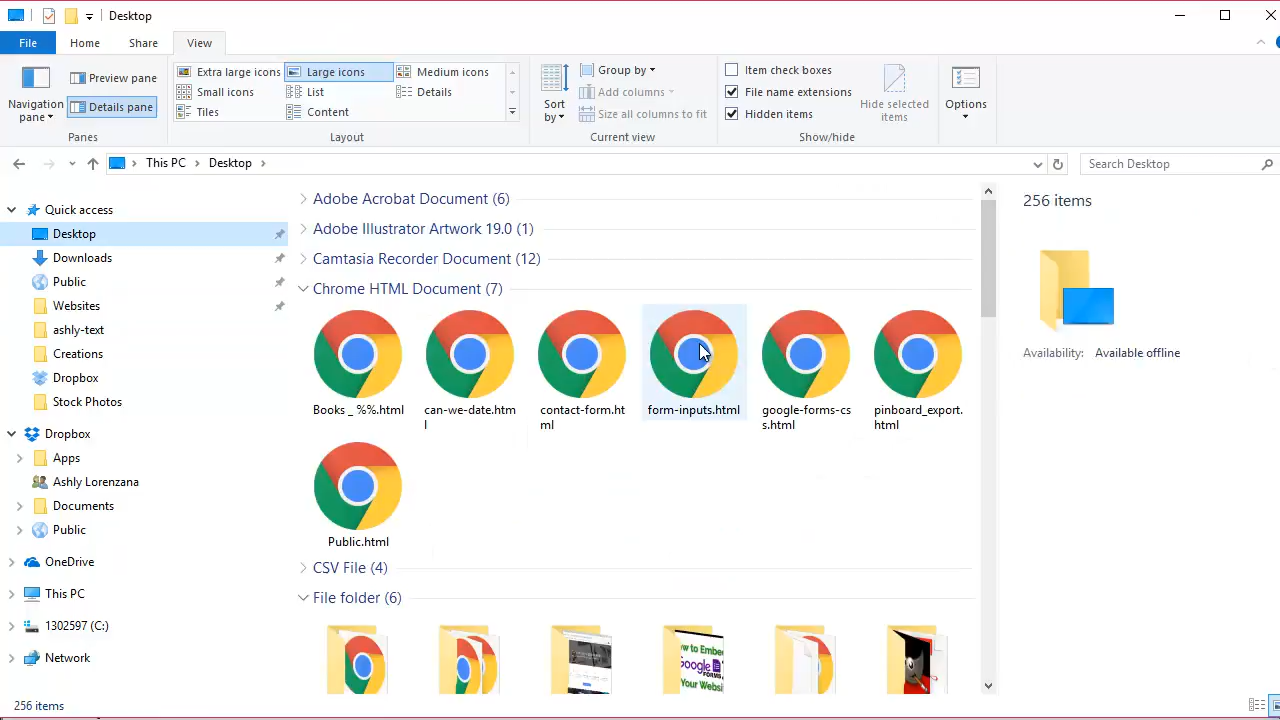 Desktop
File Home Share View
Navigation pane
Preview pane
Details pane
Panes
Extra large icons Large icons Medium icons
Small icons List Details
Tiles Content
Layout
Sort by
Group by
Add columns
Size all columns to fit
Current view
Item check boxes
File name extensions
Hidden items
Hide selected items
Show/hide
Options
This PC Desktop
Search Desktop
Quick access
Desktop
Downloads
Public
Websites
ashly-text
Creations
Dropbox
Stock Photos
Dropbox
Apps
Ashly Lorenzana
Documents
Public
OneDrive
This PC
1302597 (C:)
Network
Adobe Acrobat Document (6)
Adobe Illustrator Artwork 19.0 (1)
Camtasia Recorder Document (12)
Chrome HTML Document (7)
Books _ %%.html
can-we-date.html
contact-form.html
form-inputs.html
google-forms-css.html
pinboard_export.html
Public.html
CSV File (4)
File folder (6)
How to Embed
Google
Your Website
256 items
Availability: Available offline
256 items